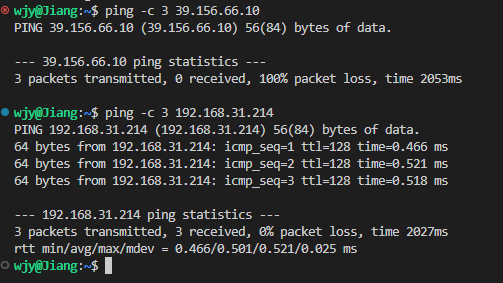 wjy@Jiang:~$ ping -c 3 39.156.66.10
PING 39.156.66.10 (39.156.66.10) 56(84) bytes of data.

--- 39.156.66.10 ping statistics ---
3 packets transmitted, 0 received, 100% packet loss, time 2053ms

wjy@Jiang:~$ ping -c 3 192.168.31.214
PING 192.168.31.214 (192.168.31.214) 56(84) bytes of data.
64 bytes from 192.168.31.214: icmp_seq=1 ttl=128 time=0.466 ms
64 bytes from 192.168.31.214: icmp_seq=2 ttl=128 time=0.521 ms
64 bytes from 192.168.31.214: icmp_seq=3 ttl=128 time=0.518 ms

--- 192.168.31.214 ping statistics ---
3 packets transmitted, 3 received, 0% packet loss, time 2027ms
rtt min/avg/max/mdev = 0.466/0.501/0.521/0.025 ms
wjy@Jiang:~$